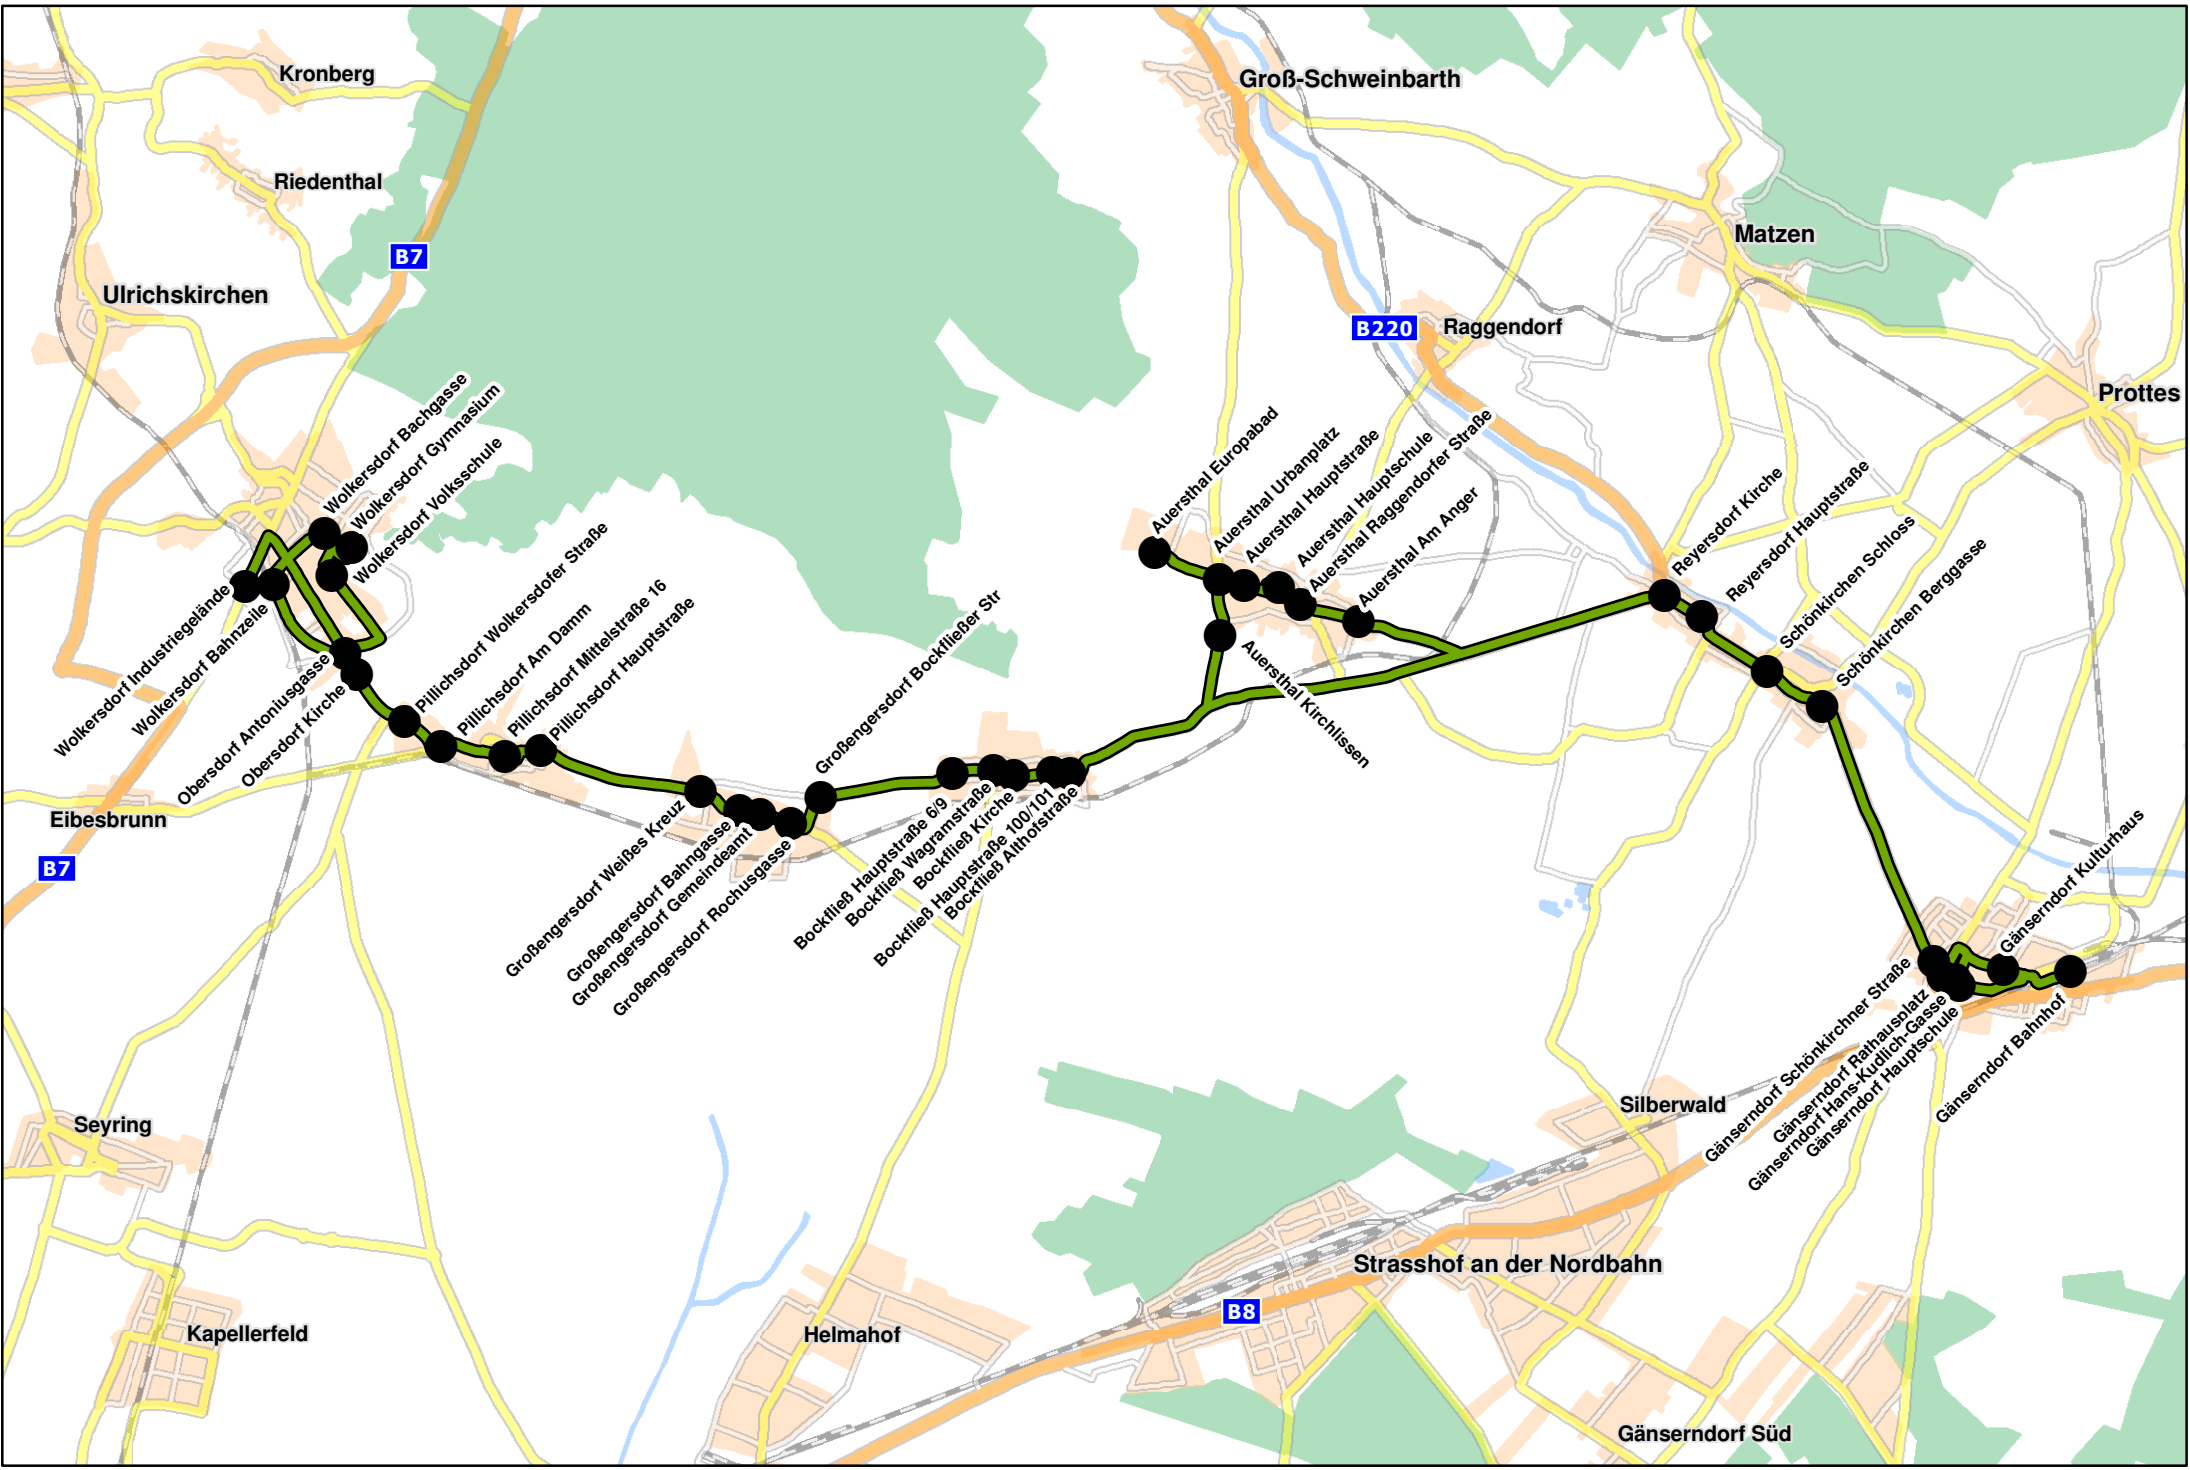 Kronberg
Groß-Schweinbarth
Riedenthal
Matzen
B7
Ulrichskirchen
B220
Raggendorf
Prottes
Wolkersdorf Bachgasse
Wolkersdorf Gymnasium
Wolkersdorf Volksschule
Wolkersdorf Industriegelände
Wolkersdorf Bahnzeile
Obersdorf Antoniusgasse
Obersdorf Kirche
Pillichsdorf Wolkersdofer Straße
Pillichsdorf Am Damm
Pillichsdorf Mittelstraße 16
Pillichsdorf Hauptstraße
Großengersdorf Bockfließer Str
Großengersdorf Weißes Kreuz
Großengersdorf Bahngasse
Großengersdorf Gemeindeamt
Großengersdorf Rochusgasse
Bockfließ Hauptstraße 6/9
Bockfließ Wagramstraße
Bockfließ Kirche
Bockfließ Hauptstraße 100/101
Bockfließ Althofstraße
Auersthal Europabad
Auersthal Urbanplatz
Auersthal Hauptstraße
Auersthal Hauptschule
Auersthal Raggendorfer Straße
Auersthal Am Anger
Auersthal Kirchlissen
Reyersdorf Kirche
Reyersdorf Hauptstraße
Schönkirchen Schloss
Schönkirchen Berggasse
Gänserndorf Kulturhaus
Gänserndorf Schönkirchner Straße
Gänserndorf Rathausplatz
Gänserndorf Hans-Kudlich-Gasse
Gänserndorf Hauptschule
Gänserndorf Bahnhof
Eibesbrunn
B7
Seyring
Silberwald
Strasshof an der Nordbahn
B8
Kapellerfeld
Helmahof
Gänserndorf Süd